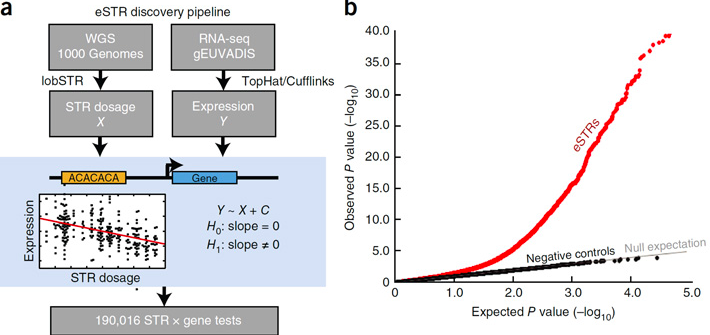 a
eSTR discovery pipeline
WGS
1000 Genomes
RNA-seq
gEUVADIS
lobSTR
TopHat/Cufflinks
STR dosage
X
Expression
Y
ACACACA
Gene
Expression
STR dosage
Y ~ X + C
H0: slope = 0
H1: slope ≠ 0
190,016 STR × gene tests
b
Observed P value (–log10)
40.0
35.0
30.0
25.0
20.0
15.0
10.0
5.0
0
eSTRs
Negative controls
Null expectation
0
1.0
2.0
3.0
4.0
5.0
Expected P value (–log10)